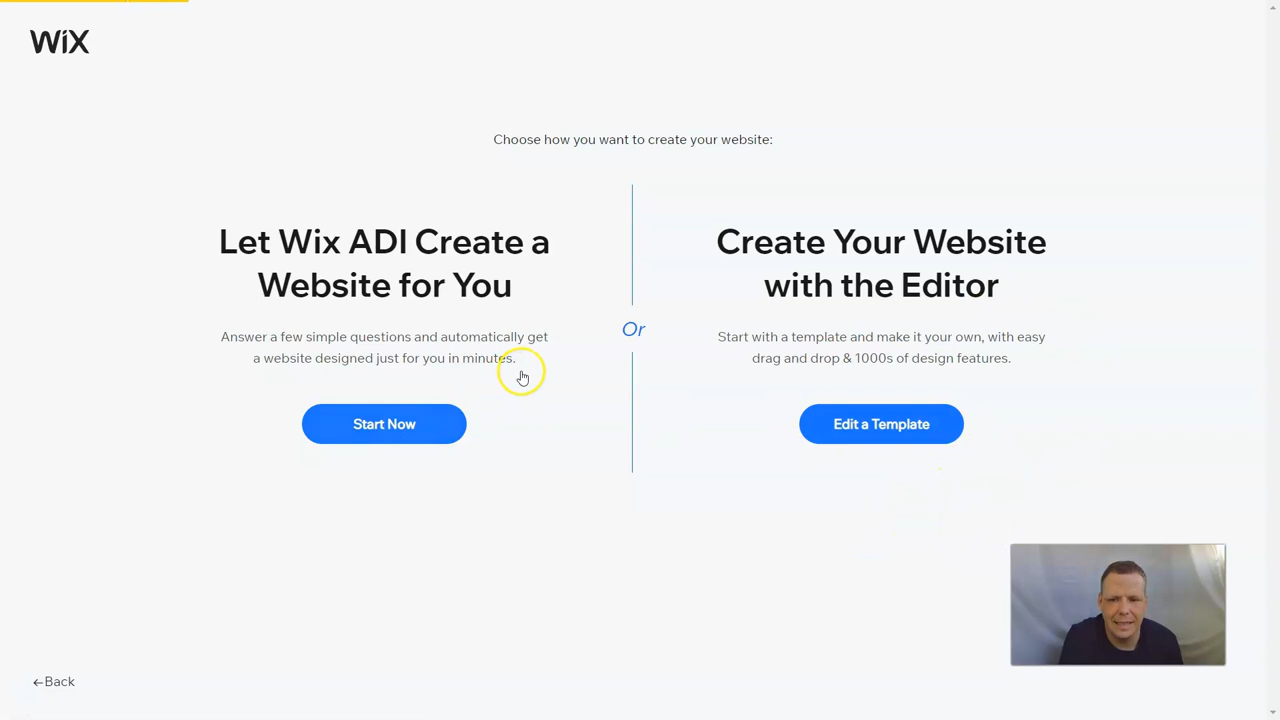 WiX
Choose how you want to create your website:
Let Wix ADI Create a
Website for You
Answer a few simple questions and automatically get
a website designed just for you in minutes.
Start Now
Or
Create Your Website
with the Editor
Start with a template and make it your own, with easy
drag and drop & 1000s of design features.
Edit a Template
←Back